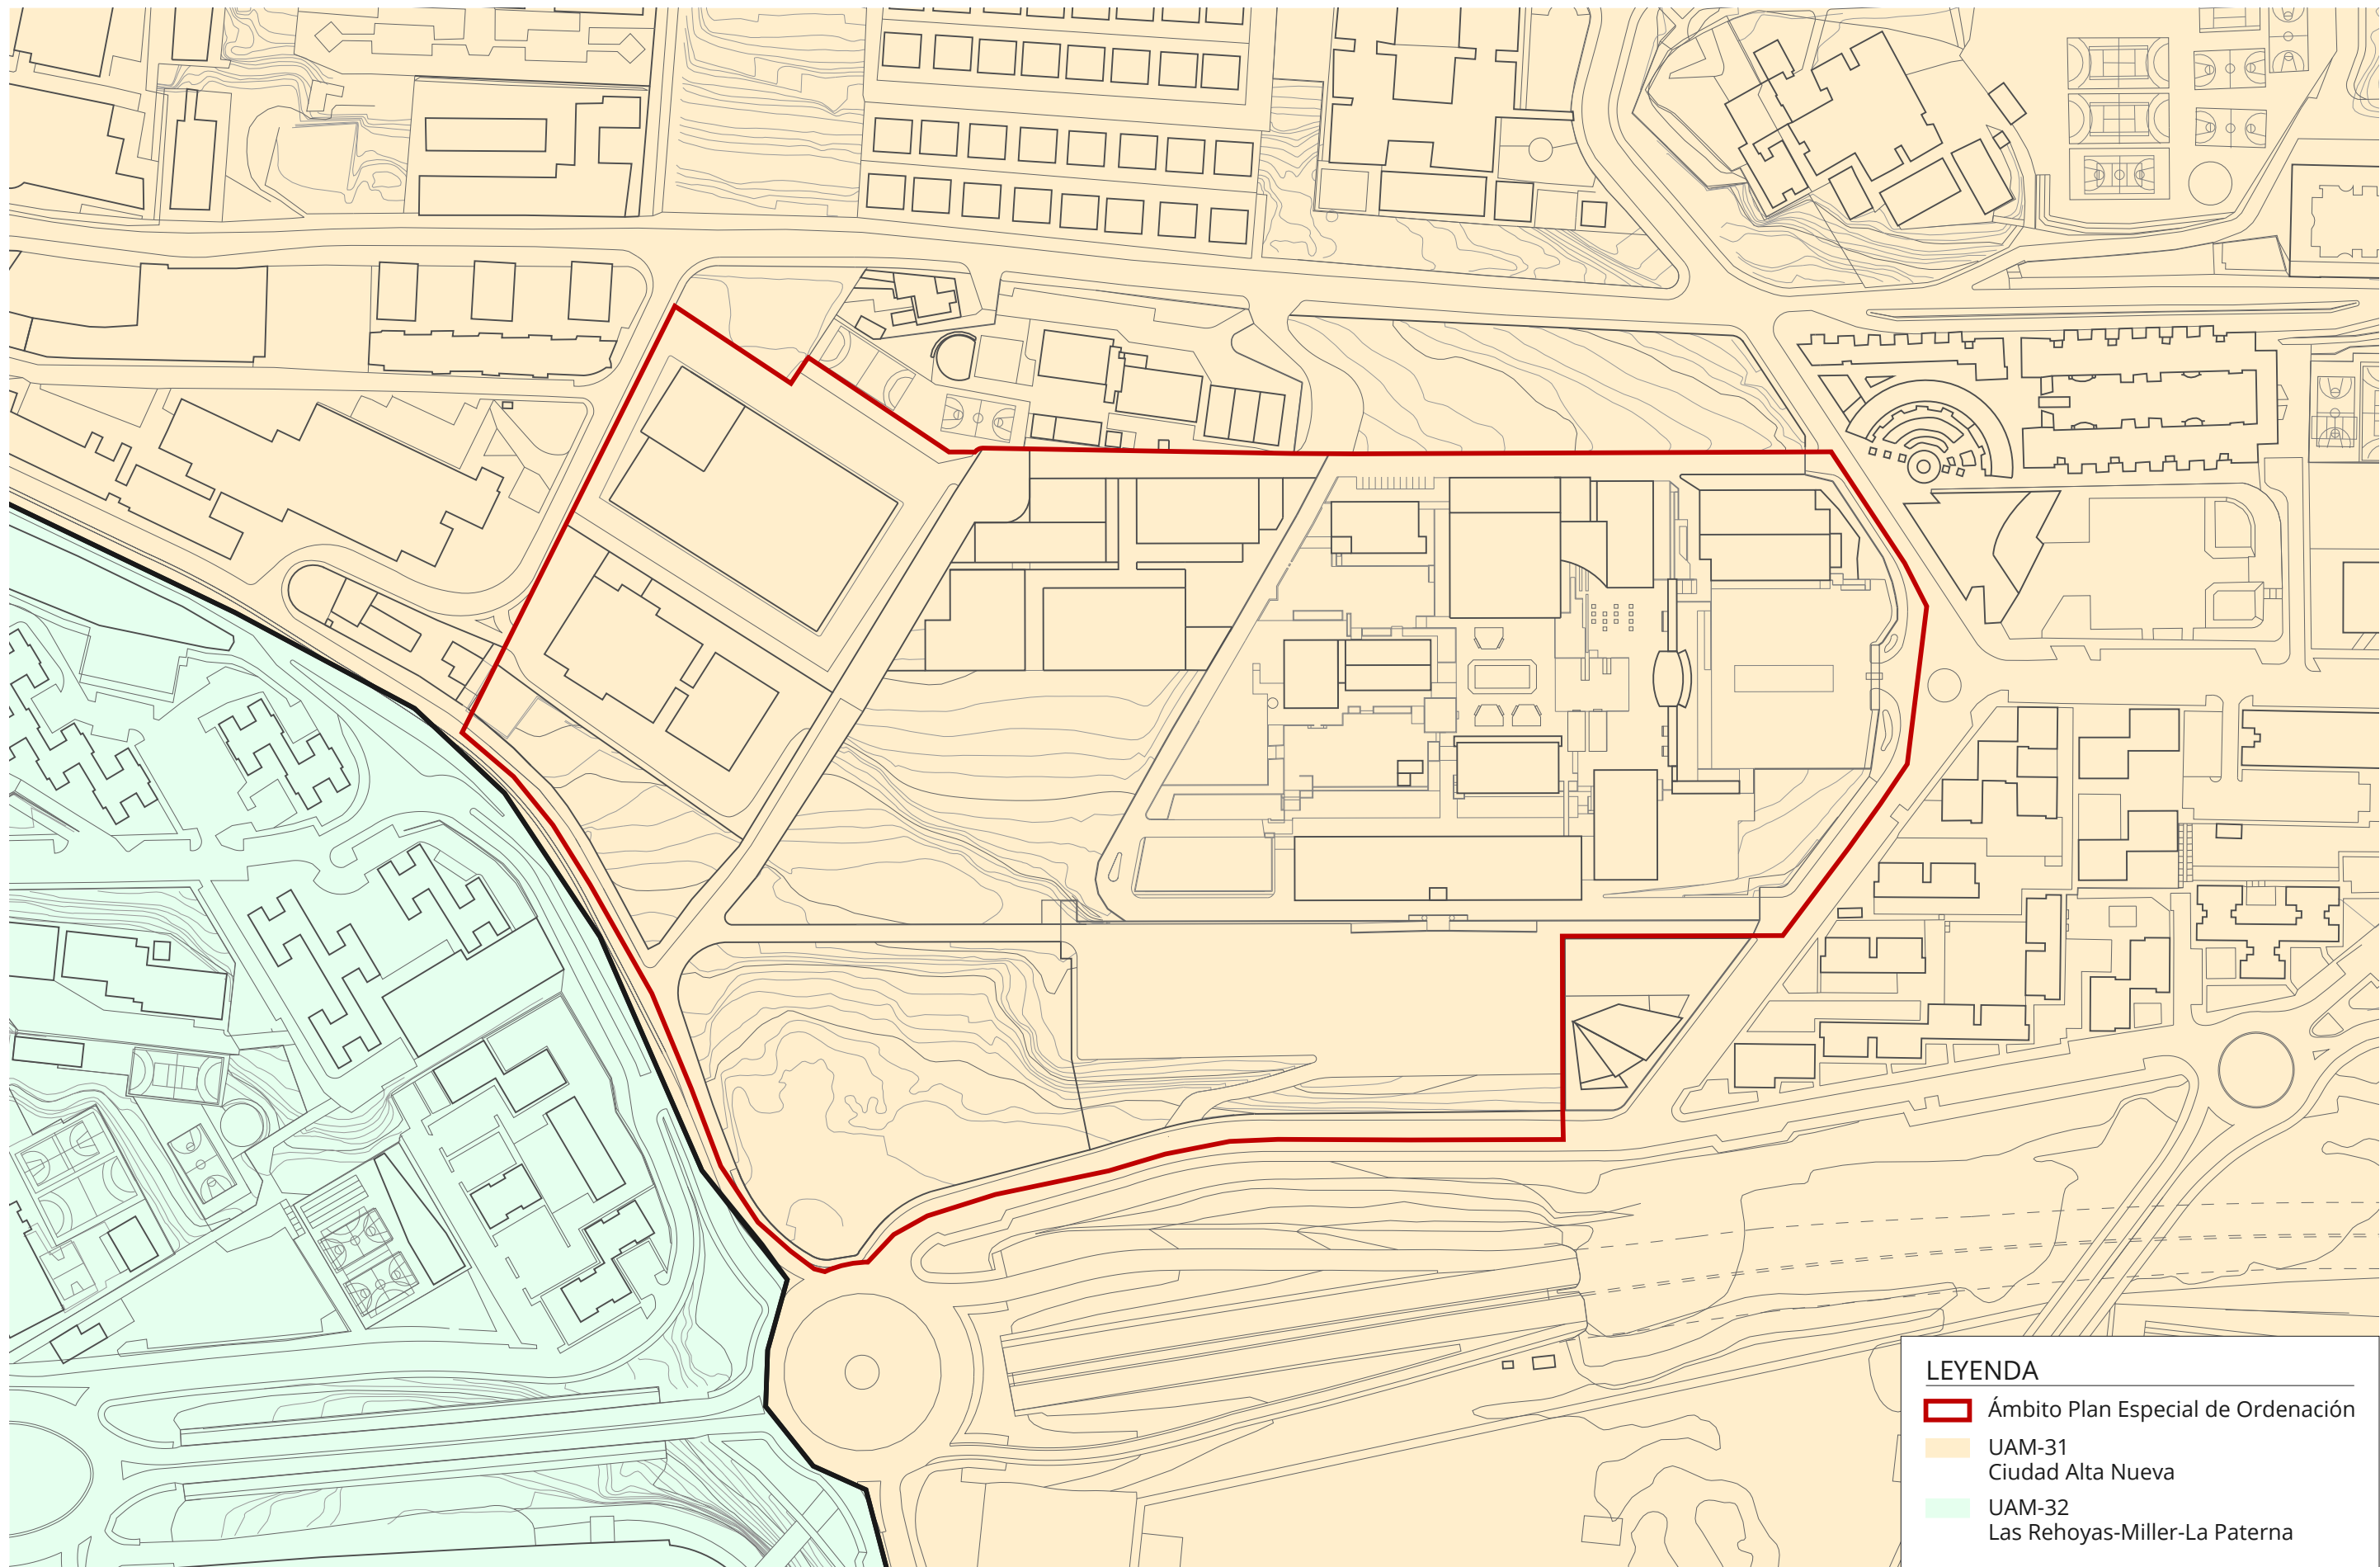 LEYENDA
Ámbito Plan Especial de Ordenación
UAM-31
Ciudad Alta Nueva
UAM-32
Las Rehoyas-Miller-La Paterna